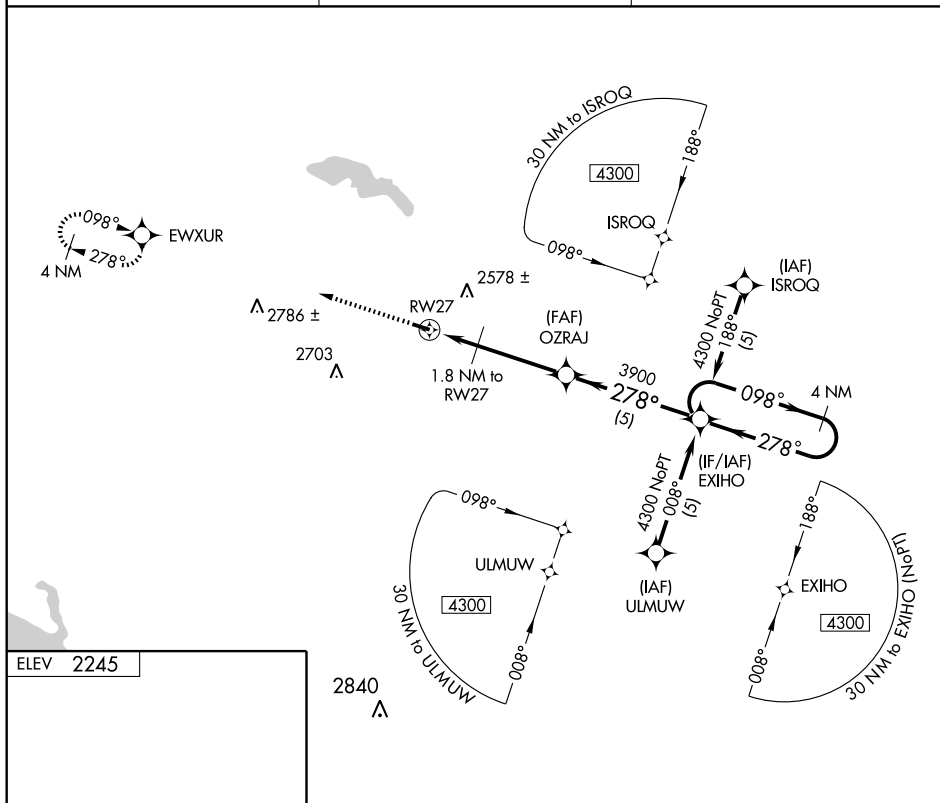 30 NM to ISROQ
188°
4300
ISROQ
098°
098°
EWXUR
278°
4 NM
2578 ±
RW27
2786 ±
2703
1.8 NM to
RW27
(FAF)
OZRAJ
3900
278°
(5)
(IAF)
ISROQ
4300 NoPT
188°
(5)
098°
4 NM
278°
(IF/IAF)
EXIHO
4300 NoPT
008°
(5)
(IAF)
ULMUW
098°
ULMUW
4300
008°
30 NM to ULMUW
188°
EXIHO
4300
008°
30 NM to EXIHO (NoPT)
ELEV 2245
2840